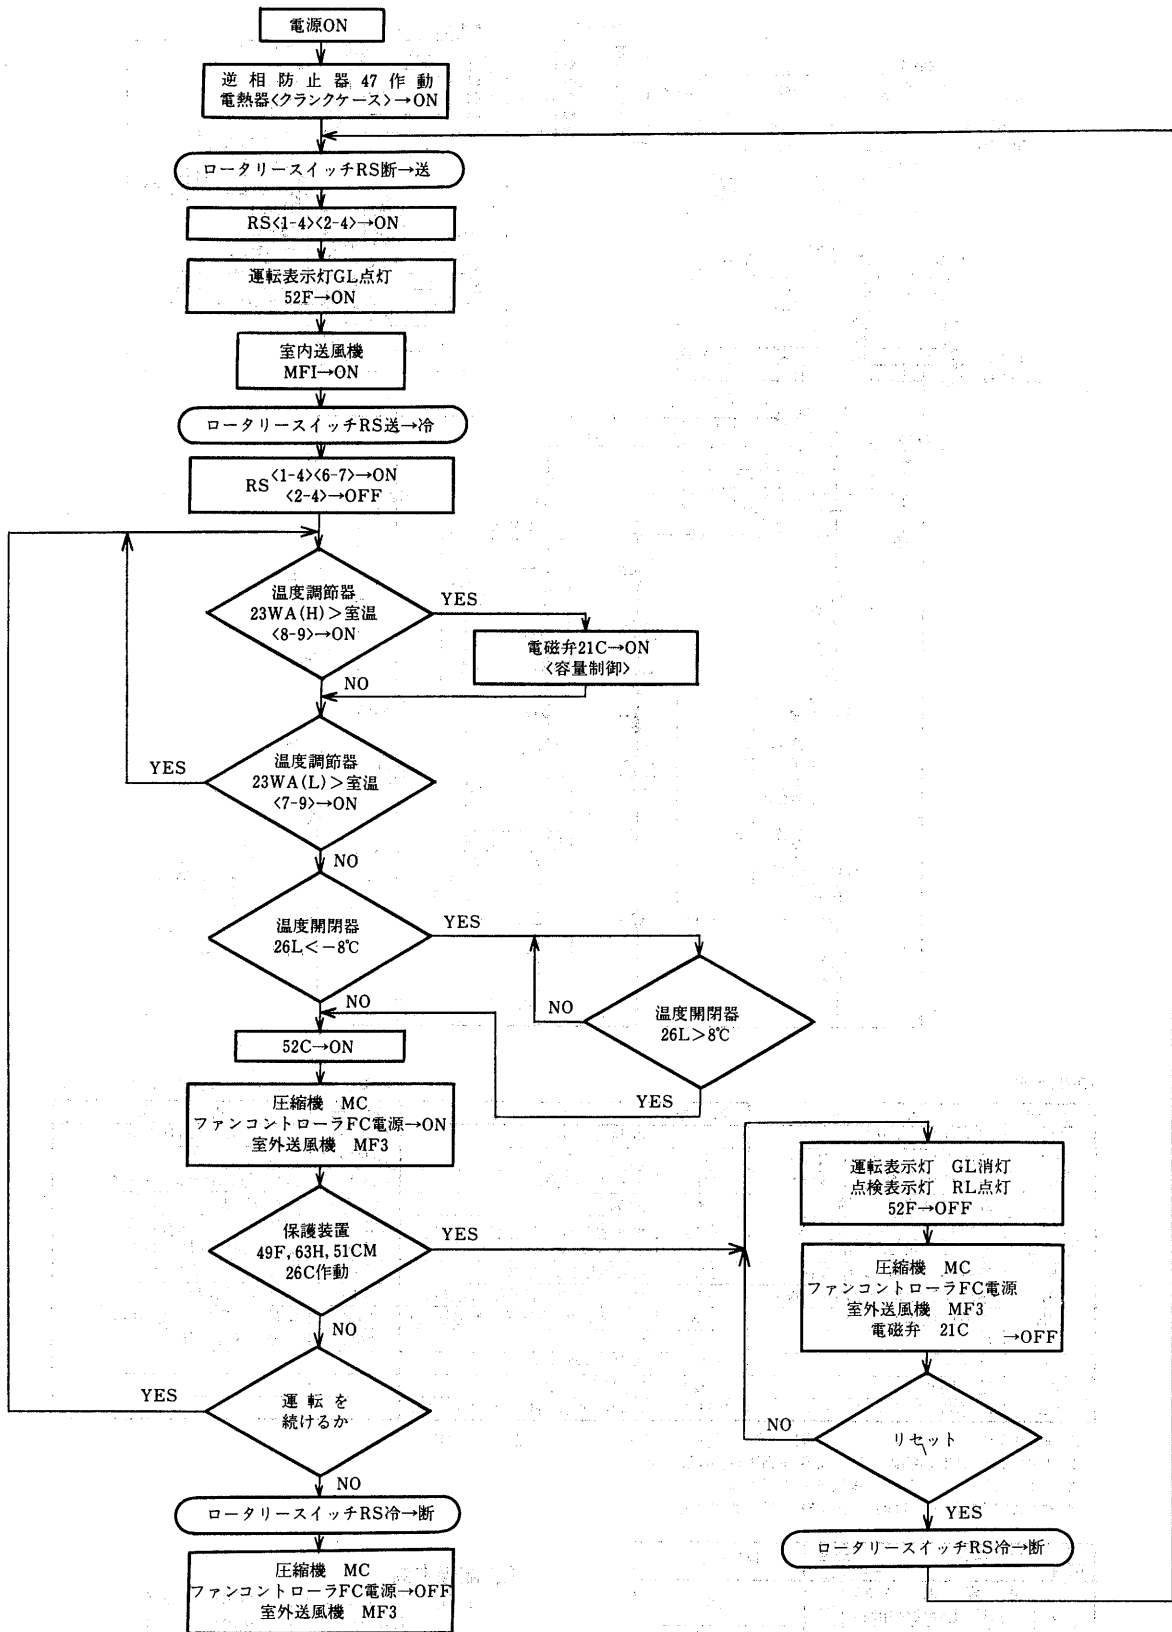 電源ON
逆相防止器 47 作動
電熱器<クランクケース>→ON
ロータリースイッチRS断→送
RS<1-4><2-4>→ON
運転表示灯GL点灯
52F→ON
室内送風機
MFI→ON
ロータリースイッチRS送→冷
RS<1-4><6-7>→ON
<2-4>→OFF
温度調節器
23WA(H)>室温
<8-9>→ON
YES
電磁弁21C→ON
<容量制御>
NO
温度調節器
23WA(L)>室温
<7-9>→ON
YES
NO
温度開閉器
26L<-8℃
YES
温度開閉器
26L>8℃
NO
YES
NO
52C→ON
圧縮機 MC
ファンコントローラFC電源→ON
室外送風機 MF3
保護装置
49F, 63H, 51CM
26C作動
YES
NO
運転を
続けるか
YES
NO
ロータリースイッチRS冷→断
圧縮機 MC
ファンコントローラFC電源→OFF
室外送風機 MF3
運転表示灯 GL消灯
点検表示灯 RL点灯
52F→OFF
圧縮機 MC
ファンコントローラFC電源
室外送風機 MF3
電磁弁 21C →OFF
リセット
NO
YES
ロータリースイッチRS冷→断